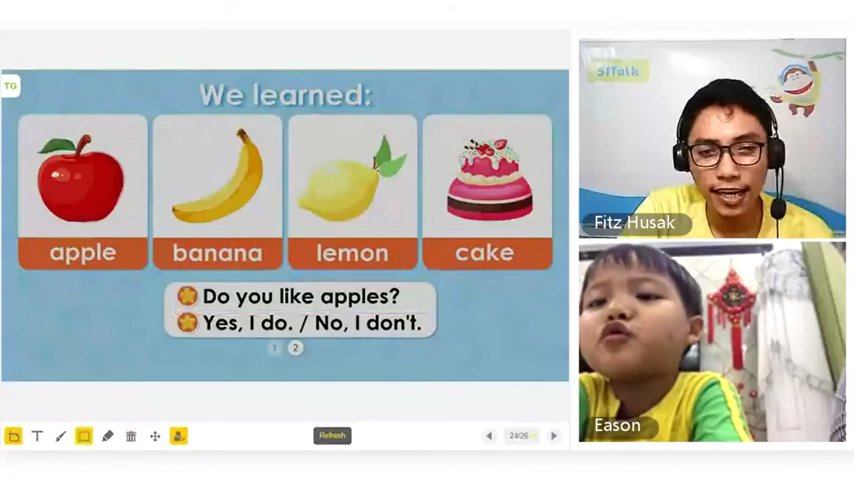 TG
We learned:
apple
banana
lemon
cake
Do you like apples?
Yes, I do. / No, I don't.
1 2
T
Refresh
24/26
51Talk
Fitz Husak
Eason